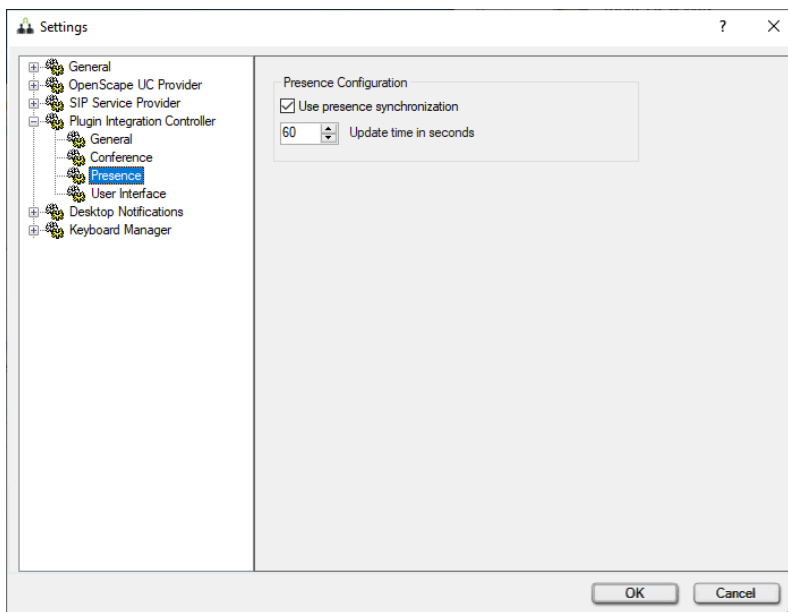 Settings
?
General
OpenScape UC Provider
SIP Service Provider
Plugin Integration Controller
General
Conference
Presence
User Interface
Desktop Notifications
Keyboard Manager
Presence Configuration
Use presence synchronization
60 Update time in seconds
OK Cancel